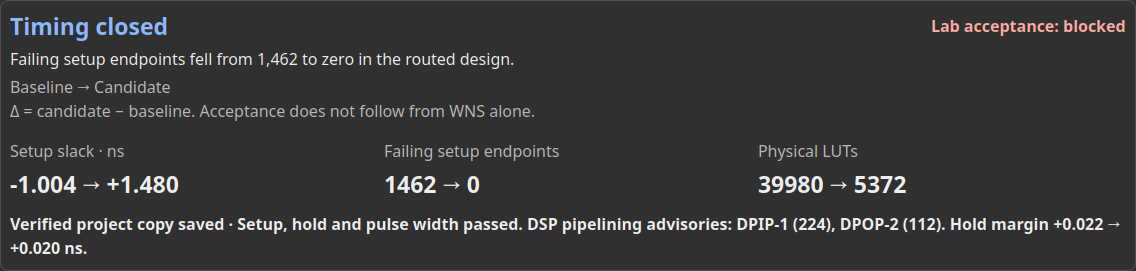 Timing closed
Lab acceptance: blocked
Failing setup endpoints fell from 1,462 to zero in the routed design.
Baseline → Candidate
Δ = candidate − baseline. Acceptance does not follow from WNS alone.
Setup slack · ns
Failing setup endpoints
Physical LUTs
-1.004 → +1.480
1462 → 0
39980 → 5372
Verified project copy saved · Setup, hold and pulse width passed. DSP pipelining advisories: DPIP-1 (224), DPOP-2 (112). Hold margin +0.022 →
+0.020 ns.